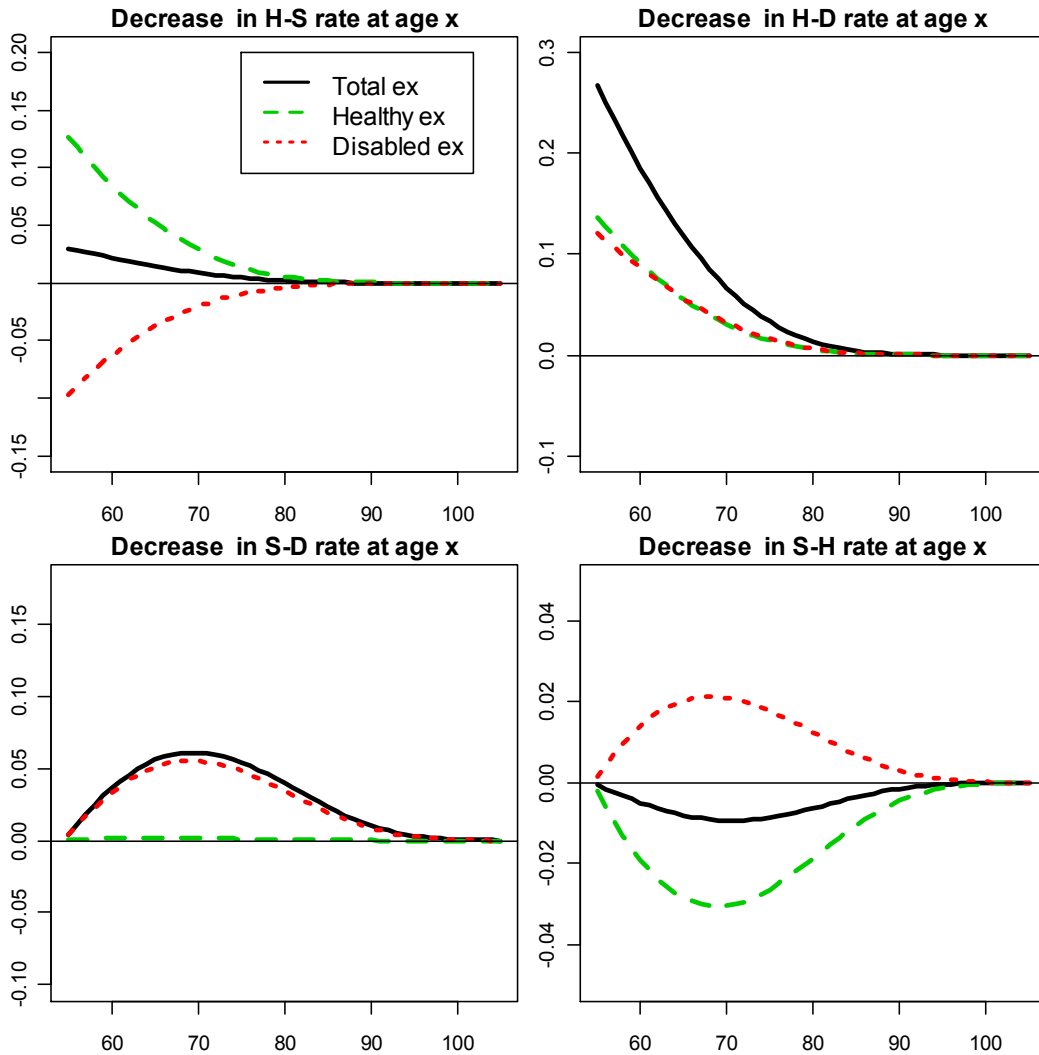 Decrease  in H-S rate at age x
0.20
0.15
0.10
0.05
-0.05
-0.15
Total ex
Healthy ex
Disabled ex
60 70 80 90 100
Decrease  in H-D rate at age x
0.3
0.2
0.1
0.0
-0.1
60 70 80 90 100
Decrease  in S-D rate at age x
0.15
0.10
0.05
0.00
-0.05
-0.10
60 70 80 90 100
Decrease  in S-H rate at age x
0.04
0.02
0.00
-0.02
-0.04
60 70 80 90 100